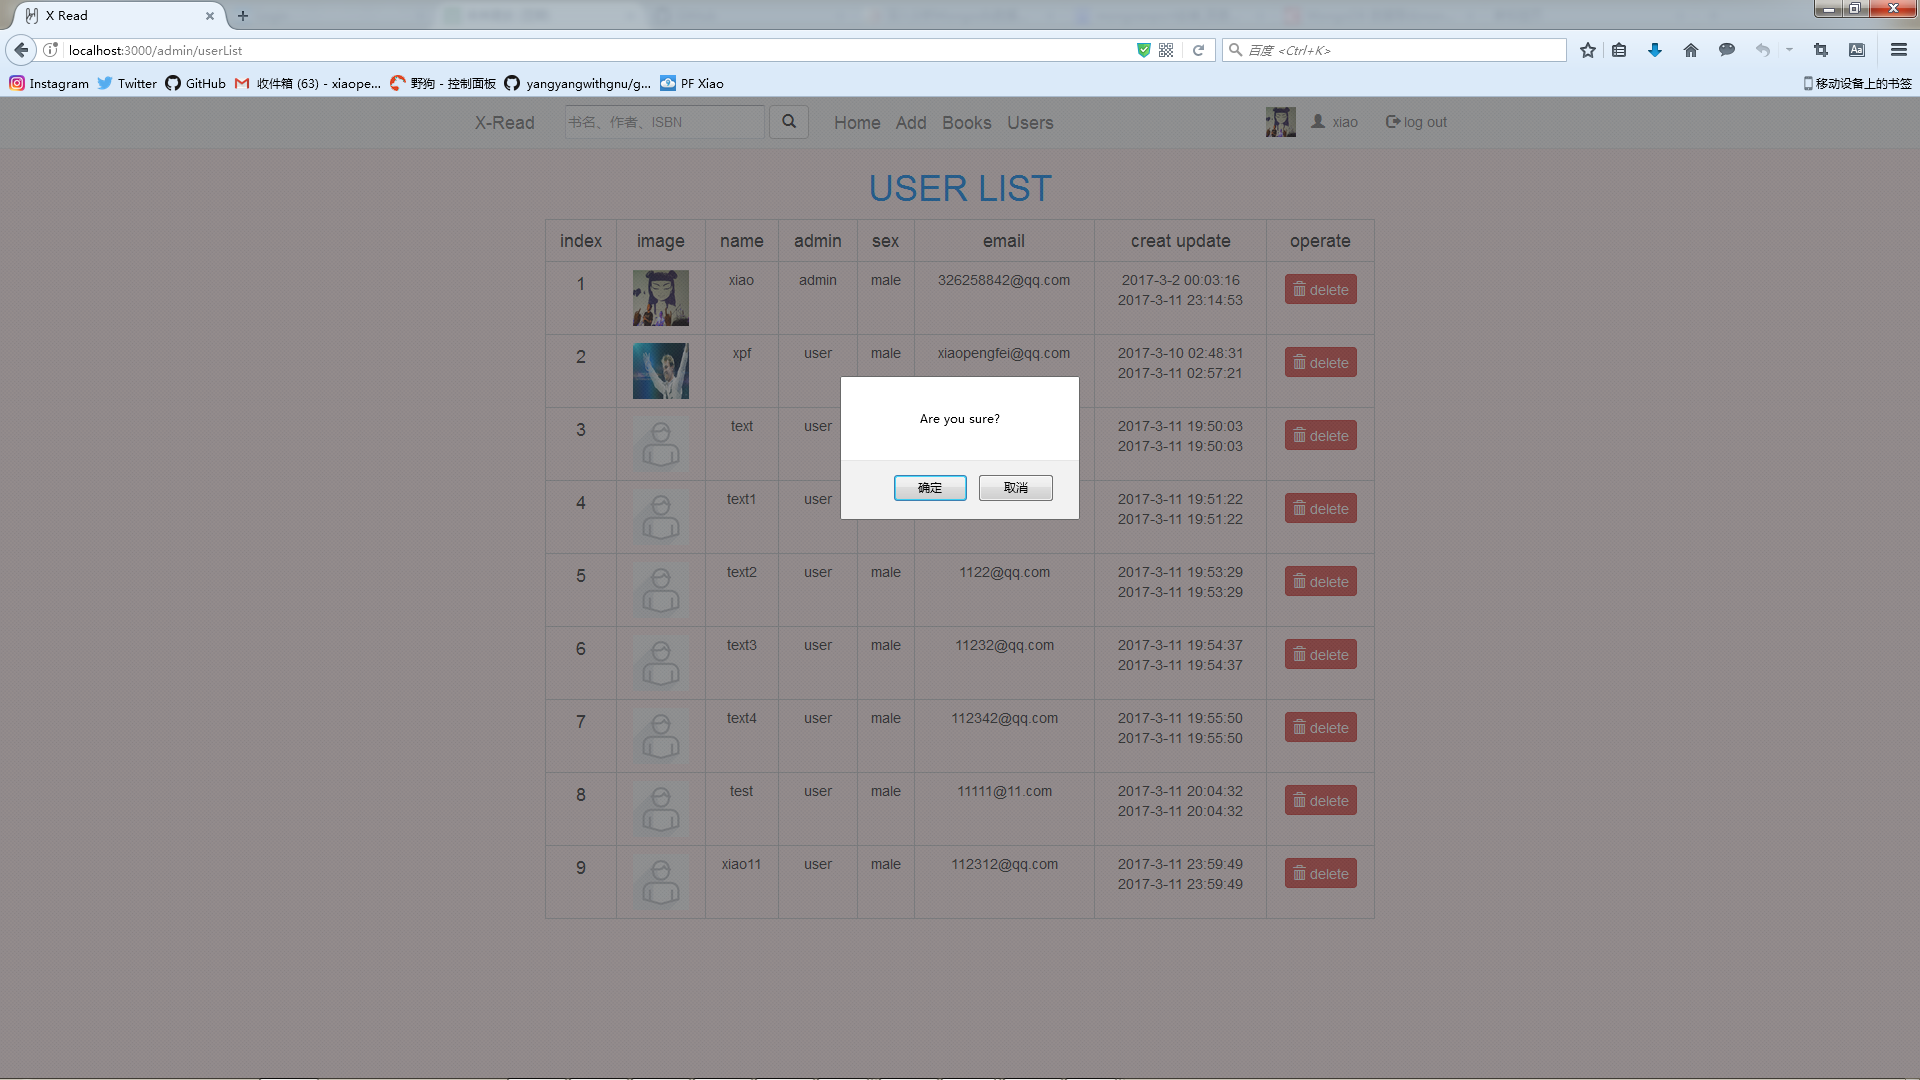 X Read
localhost:3000/admin/userList
百度 <Ctrl+K>
Instagram Twitter GitHub 收件箱 (63) - xiaope... 野狗 - 控制面板 yangyangwithgnu/g... PF Xiao 移动设备上的书签
X-Read 书名、作者、ISBN Home Add Books Users xiao log out
USER LIST
index image name admin sex email creat update operate
1 xiao admin male 326258842@qq.com 2017-3-2 00:03:16 delete
2017-3-11 23:14:53
2 xpf user male xiaopengfei@qq.com 2017-3-10 02:48:31 delete
2017-3-11 02:57:21
3 text user 2017-3-11 19:50:03 delete
2017-3-11 19:50:03
Are you sure?
确定 取消
4 text1 user 2017-3-11 19:51:22 delete
2017-3-11 19:51:22
5 text2 user male 1122@qq.com 2017-3-11 19:53:29 delete
2017-3-11 19:53:29
6 text3 user male 11232@qq.com 2017-3-11 19:54:37 delete
2017-3-11 19:54:37
7 text4 user male 112342@qq.com 2017-3-11 19:55:50 delete
2017-3-11 19:55:50
8 test user male 11111@11.com 2017-3-11 20:04:32 delete
2017-3-11 20:04:32
9 xiao11 user male 112312@qq.com 2017-3-11 23:59:49 delete
2017-3-11 23:59:49